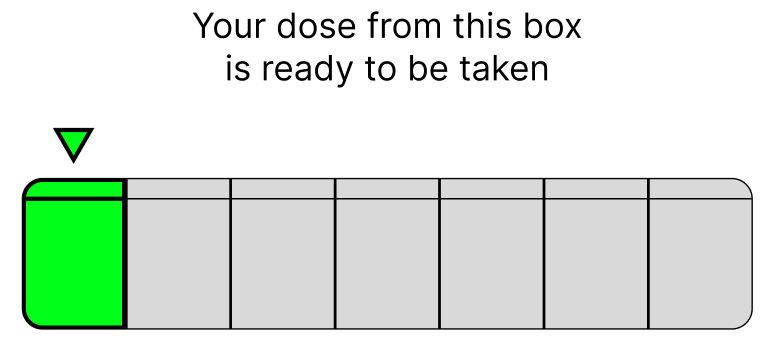 Your dose from this box
is ready to be taken